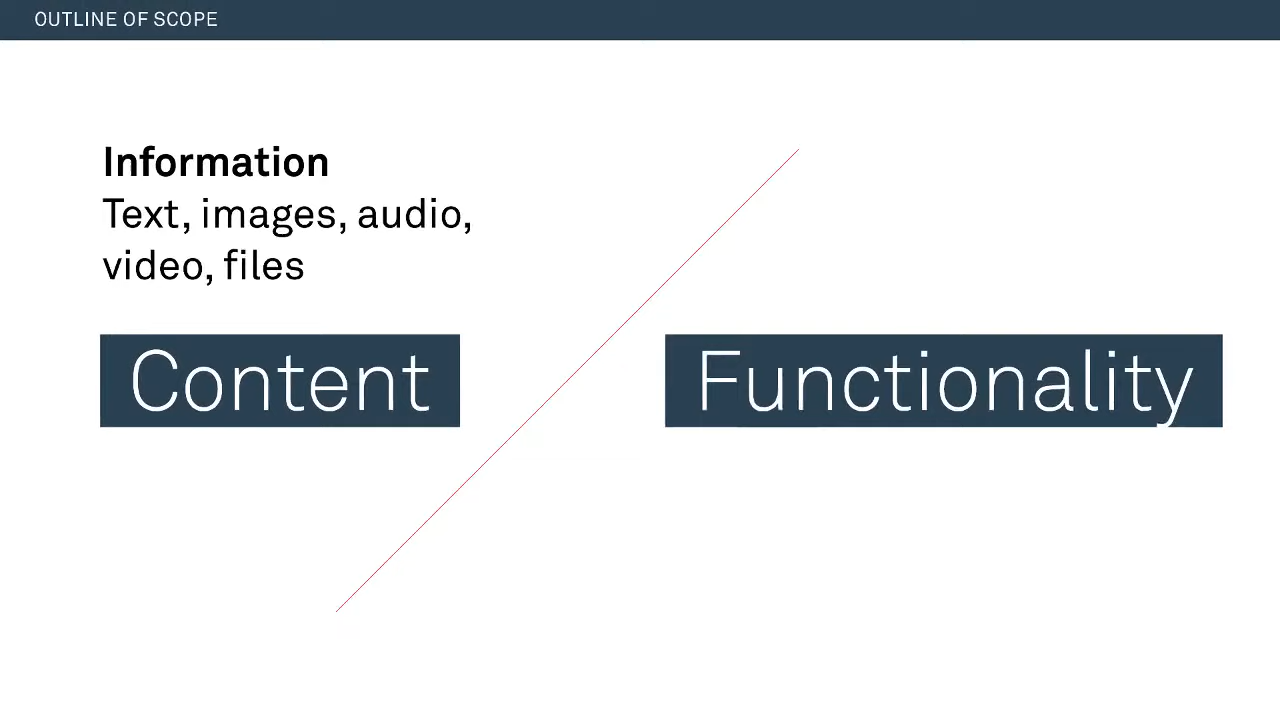 OUTLINE OF SCOPE
Information
Text, images, audio,
video, files
Content
Functionality